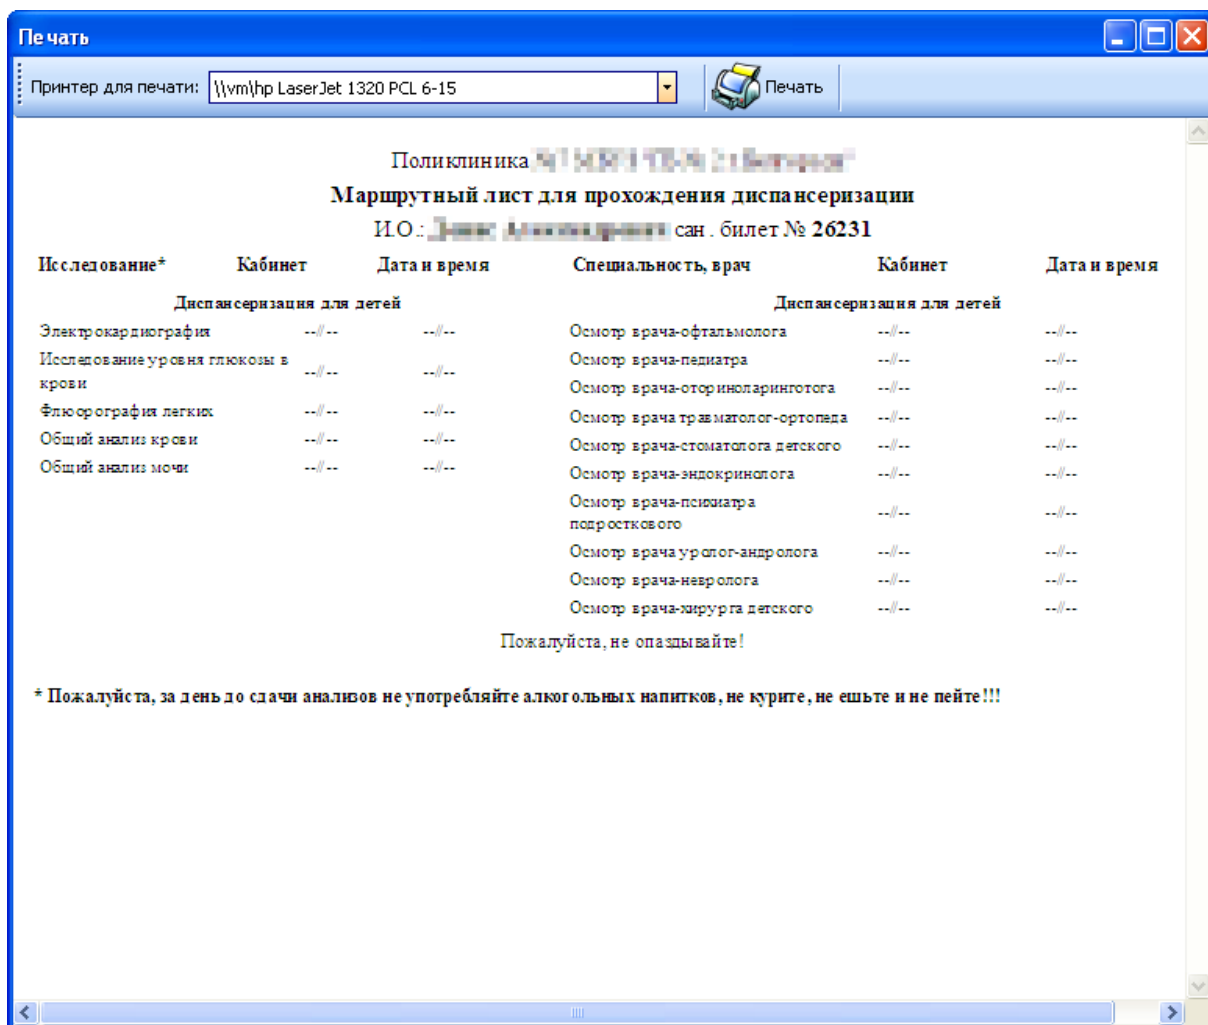 Печать
Принтер для печати: \\vm\hp LaserJet 1320 PCL 6-15 Печать
Поликлиника
Маршрутный лист для прохождения диспансеризации
И.О.: сан. билет № 26231
Исследование* Кабинет Дата и время Специальность, врач Кабинет Дата и время
Диспансеризация для детей Диспансеризация для детей
Электрокардиография --//-- --//--
Исследование уровня глюкозы в
крови --//-- --//--
Флюорография легких --//-- --//--
Общий анализ крови --//-- --//--
Общий анализ мочи --//-- --//--
Осмотр врача-офтальмолога --//-- --//--
Осмотр врача-педиатра --//-- --//--
Осмотр врача-оториноларинготога --//-- --//--
Осмотр врача травматолог-ортопеда --//-- --//--
Осмотр врача-стоматолога детского --//-- --//--
Осмотр врача-эндокринолога --//-- --//--
Осмотр врача-психиатра
подросткового --//-- --//--
Осмотр врача уролог-андролога --//-- --//--
Осмотр врача-невролога --//-- --//--
Осмотр врача-хирурга детского --//-- --//--
Пожалуйста, не опаздывайте!
* Пожалуйста, за день до сдачи анализов не употребляйте алкогольных напитков, не курите, не ешьте и не пейте!!!